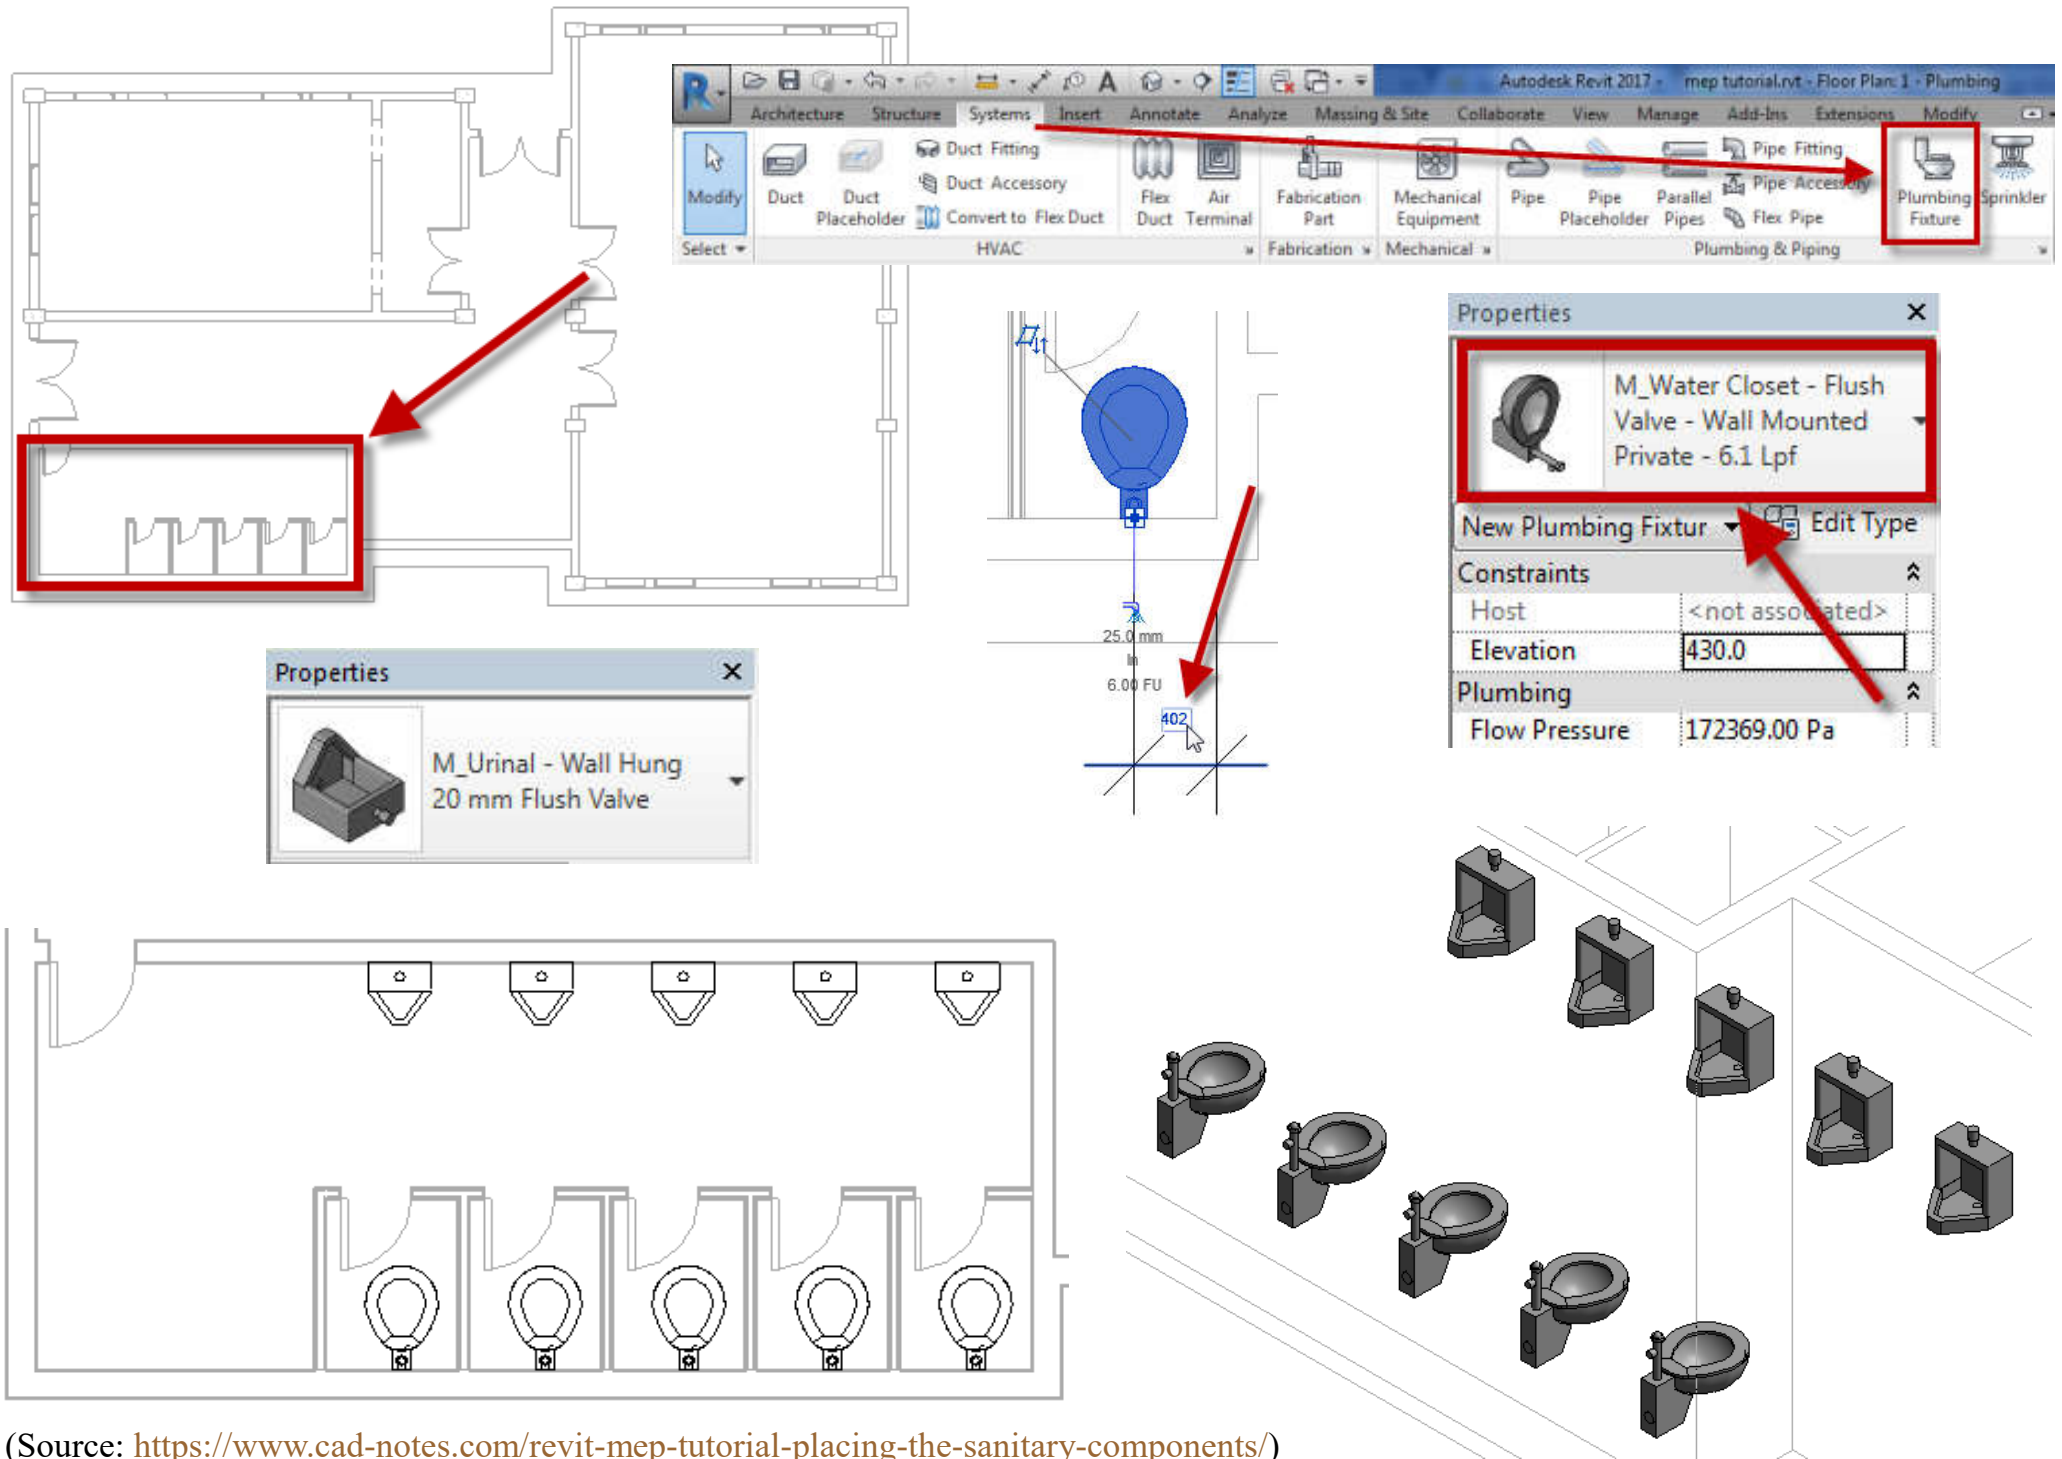 Autodesk Revit 2017 - mep tutorial.rvt - Floor Plan: 1 - Plumbing
Architecture Structure Systems Insert Annotate Analyze Massing & Site Collaborate View Manage Add-Ins Extensions Modify
Modify
Duct
Duct Placeholder
Duct Fitting
Duct Accessory
Convert to Flex Duct
Flex Duct
Air Terminal
Fabrication Part
Mechanical Equipment
Pipe
Pipe Placeholder
Parallel Pipes
Pipe Fitting
Pipe Accessory
Flex Pipe
Plumbing Fixture
Sprinkler
Select HVAC Fabrication Mechanical Plumbing & Piping
25.0 mm
In
6.00 FU
402
Properties
M_Water Closet - Flush
Valve - Wall Mounted
Private - 6.1 Lpf
New Plumbing Fixtur Edit Type
Constraints
Host <not associated>
Elevation 430.0
Plumbing
Flow Pressure 172369.00 Pa
Properties
M_Urinal - Wall Hung
20 mm Flush Valve
(Source: https://www.cad-notes.com/revit-mep-tutorial-placing-the-sanitary-components/)